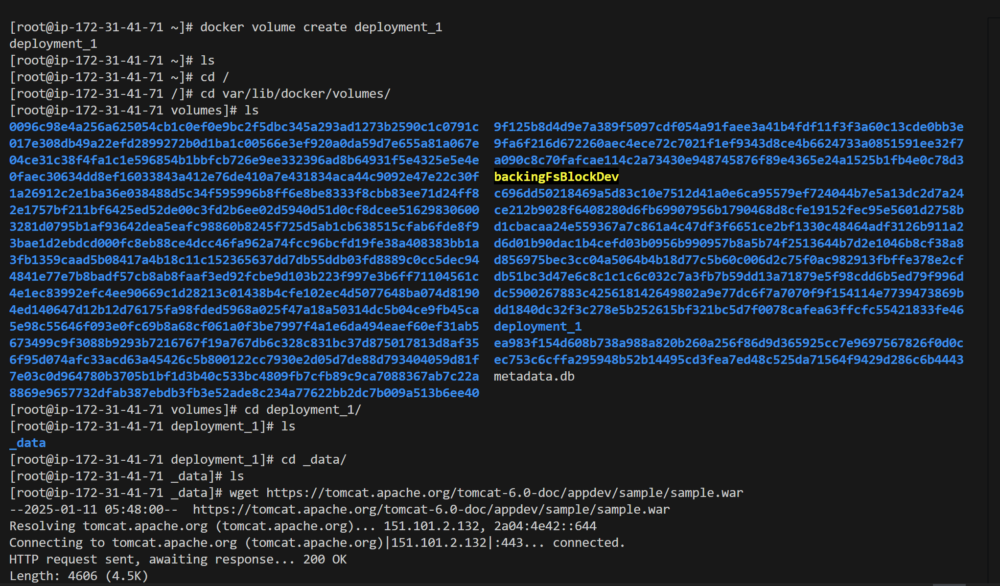 [root@ip-172-31-41-71 ~]# docker volume create deployment_1
deployment_1
[root@ip-172-31-41-71 ~]# ls
[root@ip-172-31-41-71 ~]# cd /
[root@ip-172-31-41-71 /]# cd var/lib/docker/volumes/
[root@ip-172-31-41-71 volumes]# ls
0096c98e4a256a625054cb1c0ef0e9bc2f5dbc345a293ad1273b2590c1c0791c  9f125b8d4d9e7a389f5097cdf054a91faee3a41b4fdf11f3f3a60c13cde0bb3e
017e308db49a22efd2899272b0d1ba1c00566e3ef920a0da59d7e655a81a067e  9fa6f216d672260aec4ece72c7021f1ef9343d8ce4b6624733a0851591ee32f7
04ce31c38f4fa1c1e596854b1bbfcb726e9ee332396ad8b64931f5e4325e5e4e  a090c8c70fafcae114c2a73430e948745876f89e4365e24a1525b1fb4e0c78d3
0faec30634dd8ef16033843a412e76de410a7e431834aca44c9092e47e22c30f  backingFsBlockDev
1a26912c2e1ba36e038488d5c34f595996b8ff6e8be8333f8cbb83ee71d24ff8  c696dd50218469a5d83c10e7512d41a0e6ca95579ef724044b7e5a13dc2d7a24
2e1757bf211bf6425ed52de00c3fd2b6ee02d5940d51d0cf8dcee51629830600  ce212b9028f6408280d6fb69907956b1790468d8cfe19152fec95e5601d2758b
3281d0795b1af93642dea5eafc98860b8245f725d5ab1cb638515cfab6fde8f9  d1cbacaa24e559367a7c861a4c47df3f6651ce2bf1330c48464adf3126b911a2
3bae1d2ebdcd000fc8eb88ce4dcc46fa962a74fcc96bcfd19fe38a408383bb1a  d6d01b90dac1b4cefd03b0956b990957b8a5b74f2513644b7d2e1046b8cf38a8
3fb1359caad5b08417a4b18c11c152365637dd7db55ddb03fd8889c0cc5dec94  d856975bec3cc04a5064b4b18d77c5b60c006d2c75f0ac982913fbffe378e2cf
4841e77e7b8badf57cb8ab8faaf3ed92fcbe9d103b223f997e3b6ff71104561c  db51bc3d47e6c8c1c1c6c032c7a3fb7b59dd13a71879e5f98cdd6b5ed79f996d
4e1ec83992efc4ee90669c1d28213c01438b4cfe102ec4d5077648ba074d8190  dc5900267883c425618142649802a9e77dc6f7a7070f9f154114e7739473869b
4ed140647d12b12d76175fa98fded5968a025f47a18a50314dc5b04ce9fb45ca  dd1840dc32f3c278e5b252615bf321bc5d7f0078cafea63ffcfc55421833fe46
5e98c55646f093e0fc69b8a68cf061a0f3be7997f4a1e6da494eaef60ef31ab5  deployment_1
673499c9f3088b9293b7216767f19a767db6c328c831bc37d875017813d8af35  ea983f154d608b738a988a820b260a256f86d9d365925cc7e9697567826f0d0c
6f95d074afc33acd63a45426c5b800122cc7930e2d05d7de88d793404059d81f  ec753c6cffa295948b52b14495cd3fea7ed48c525da71564f9429d286c6b4443
7e03c0d964780b3705b1bf1d3b40c533bc4809fb7cfb89c9ca7088367ab7c22a  metadata.db
8869e9657732dfab387ebdb3fb3e52ade8c234a77622bb2dc7b009a513b6ee40
[root@ip-172-31-41-71 volumes]# cd deployment_1/
[root@ip-172-31-41-71 deployment_1]# ls
_data
[root@ip-172-31-41-71 deployment_1]# cd _data/
[root@ip-172-31-41-71 _data]# ls
[root@ip-172-31-41-71 _data]# wget https://tomcat.apache.org/tomcat-6.0-doc/appdev/sample/sample.war
--2025-01-11 05:48:00--  https://tomcat.apache.org/tomcat-6.0-doc/appdev/sample/sample.war
Resolving tomcat.apache.org (tomcat.apache.org)... 151.101.2.132, 2a04:4e42::644
Connecting to tomcat.apache.org (tomcat.apache.org)|151.101.2.132|:443... connected.
HTTP request sent, awaiting response... 200 OK
Length: 4606 (4.5K)